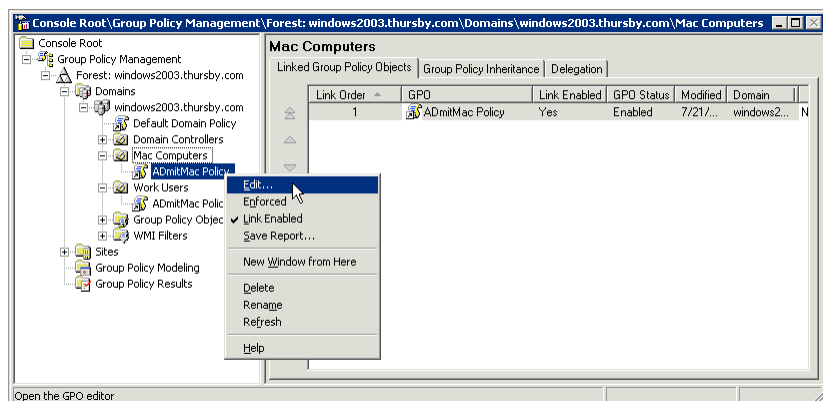 Console Root\Group Policy Management\Forest: windows2003.thursby.com\Domains\windows2003.thursby.com\Mac Computers
Console Root
Group Policy Management
Forest: windows2003.thursby.com
Domains
windows2003.thursby.com
Default Domain Policy
Domain Controllers
Mac Computers
ADmitMac Policy
Work Users
ADmitMac Polic
Group Policy Objec
WMI Filters
Sites
Group Policy Modeling
Group Policy Results
Mac Computers
Linked Group Policy Objects Group Policy Inheritance Delegation
Link Order GPO Link Enabled GPO Status Modified Domain
1 ADmitMac Policy Yes Enabled 7/21/... windows2... N
Edit...
Enforced
Link Enabled
Save Report...
New Window from Here
Delete
Rename
Refresh
Help
Open the GPO editor